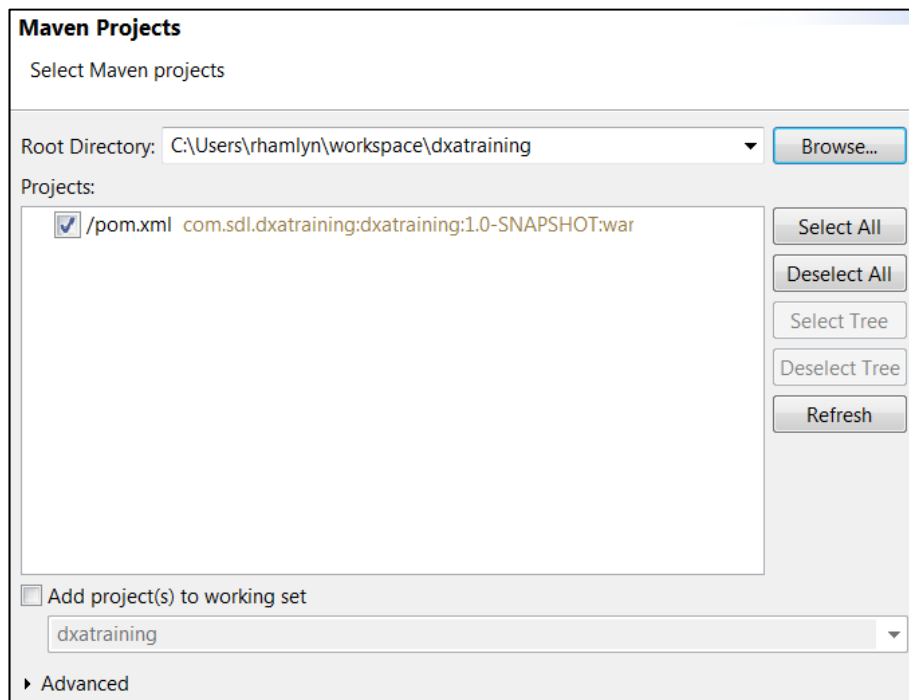 Maven Projects
Select Maven projects
Root Directory: C:\Users\rhamlyn\workspace\dxatraining Browse...
Projects:
/pom.xml com.sdl.dxatraining:dxatraining:1.0-SNAPSHOT:war
Select All
Deselect All
Select Tree
Deselect Tree
Refresh
Add project(s) to working set
dxatraining
Advanced